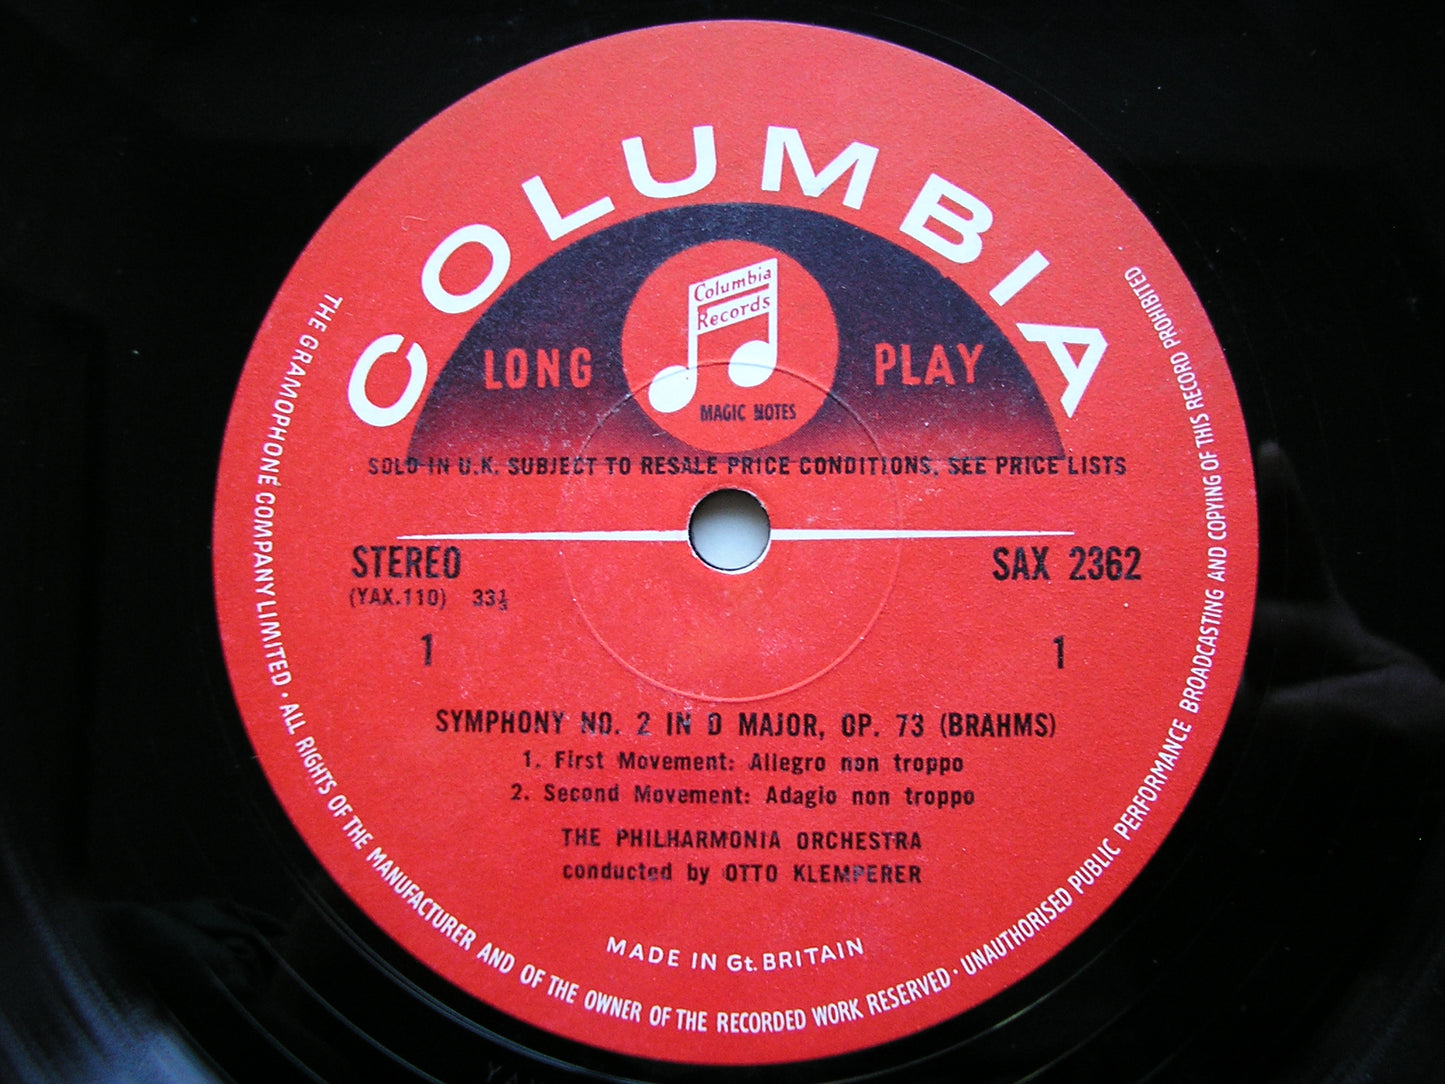 COLUMBIA
Columbia
Records
LONG PLAY
MAGIC NOTES
SOLD IN U.K. SUBJECT TO RESALE PRICE CONDITIONS, SEE PRICE LISTS
STEREO SAX 2362
(YAX.110) 33⅓
1 1
SYMPHONY NO. 2 IN D MAJOR, OP. 73 (BRAHMS)
1. First Movement: Allegro non troppo
2. Second Movement: Adagio non troppo
THE PHILHARMONIA ORCHESTRA
conducted by OTTO KLEMPERER
MADE IN Gt. BRITAIN
THE GRAMOPHONE COMPANY LIMITED · ALL RIGHTS OF THE MANUFACTURER AND OF THE OWNER OF THE RECORDED WORK RESERVED · UNAUTHORISED PUBLIC PERFORMANCE BROADCASTING AND COPYING OF THIS RECORD PROHIBITED